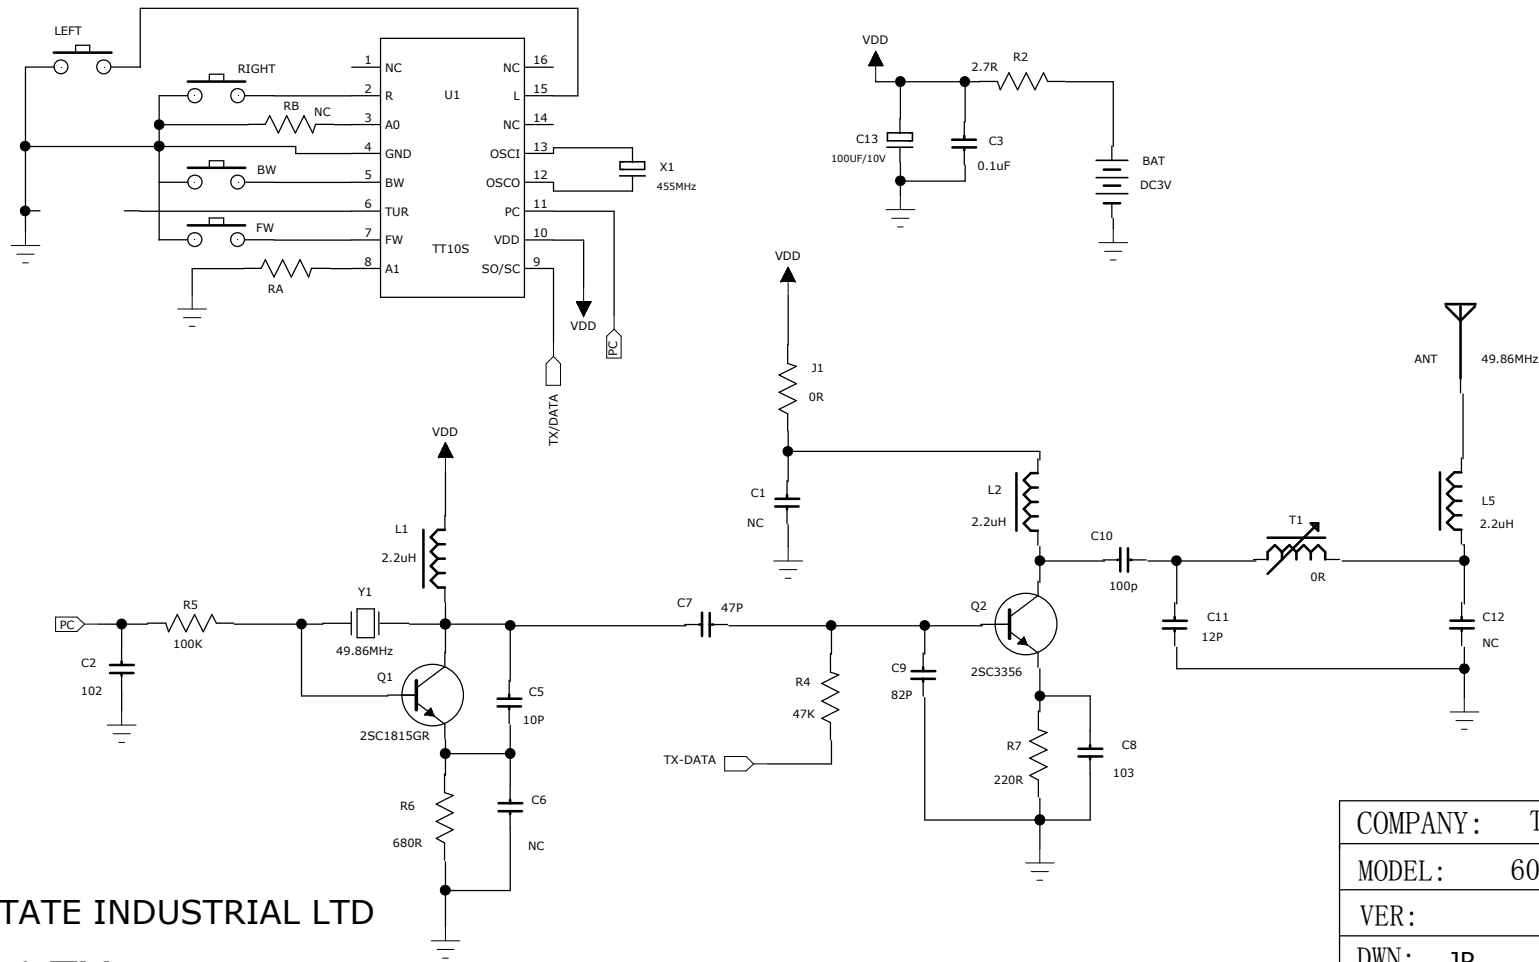 LEFT
RIGHT
RB
NC
BW
FW
RA
1
2
3
4
5
6
7
8
NC
R
A0
GND
BW
TUR
FW
A1
U1
TT10S
NC
L
NC
OSCI
OSCO
PC
VDD
SO/SC
16
15
14
13
12
11
10
9
X1
455MHz
VDD
PC
TX/DATA
VDD
2.7R
R2
C13
100UF/10V
C3
0.1uF
BAT
DC3V
VDD
J1
0R
C1
NC
L2
2.2uH
ANT
49.86MHz
L5
2.2uH
T1
0R
C10
100p
C11
12P
C12
NC
VDD
L1
2.2uH
Y1
49.86MHz
PC
R5
100K
C2
102
Q1
2SC1815GR
C5
10P
R6
680R
C6
NC
C7
47P
R4
47K
TX-DATA
C9
82P
Q2
2SC3356
R7
220R
C8
103
TATE INDUSTRIAL LTD
COMPANY: T
MODEL: 60
VER:
DWN: JP